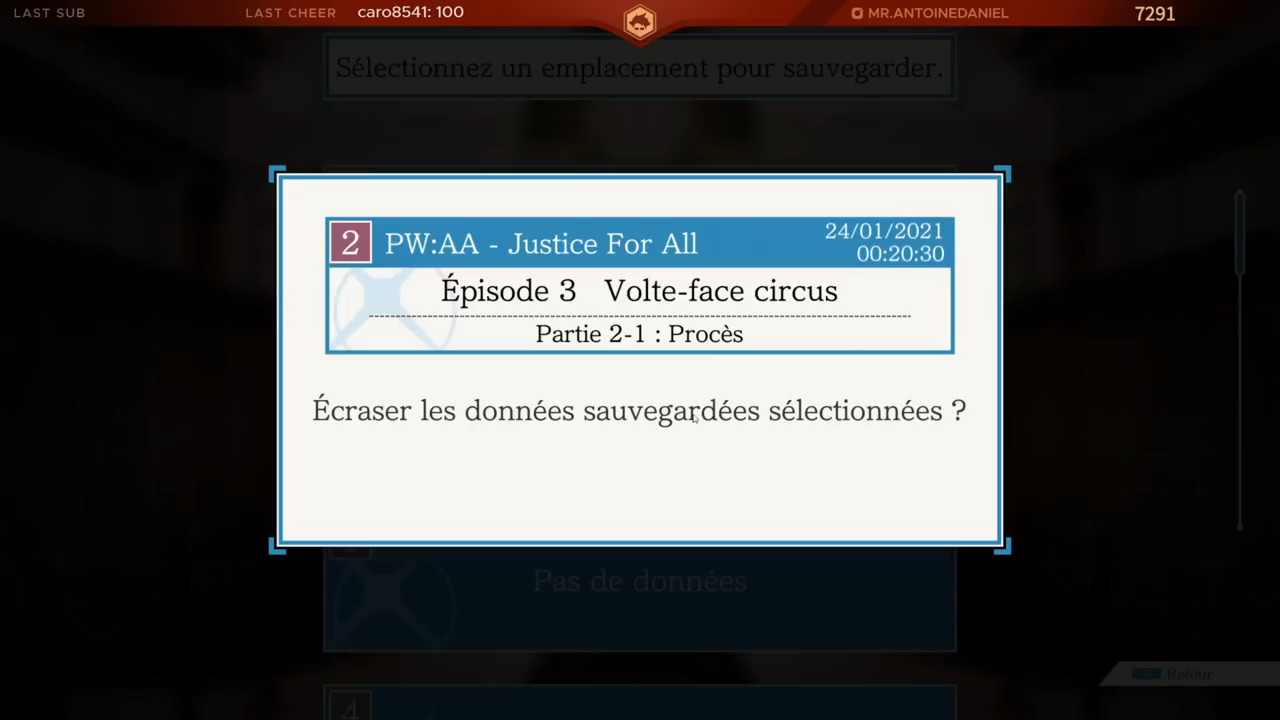 LAST SUB
LAST CHEER caro8541: 100
MR.ANTOINEDANIEL
7291
Sélectionnez un emplacement pour sauvegarder.
2 PW:AA - Justice For All
24/01/2021
00:20:30
Épisode 3 Volte-face circus
Partie 2-1 : Procès
Écraser les données sauvegardées sélectionnées ?
Pas de données
Retour
4